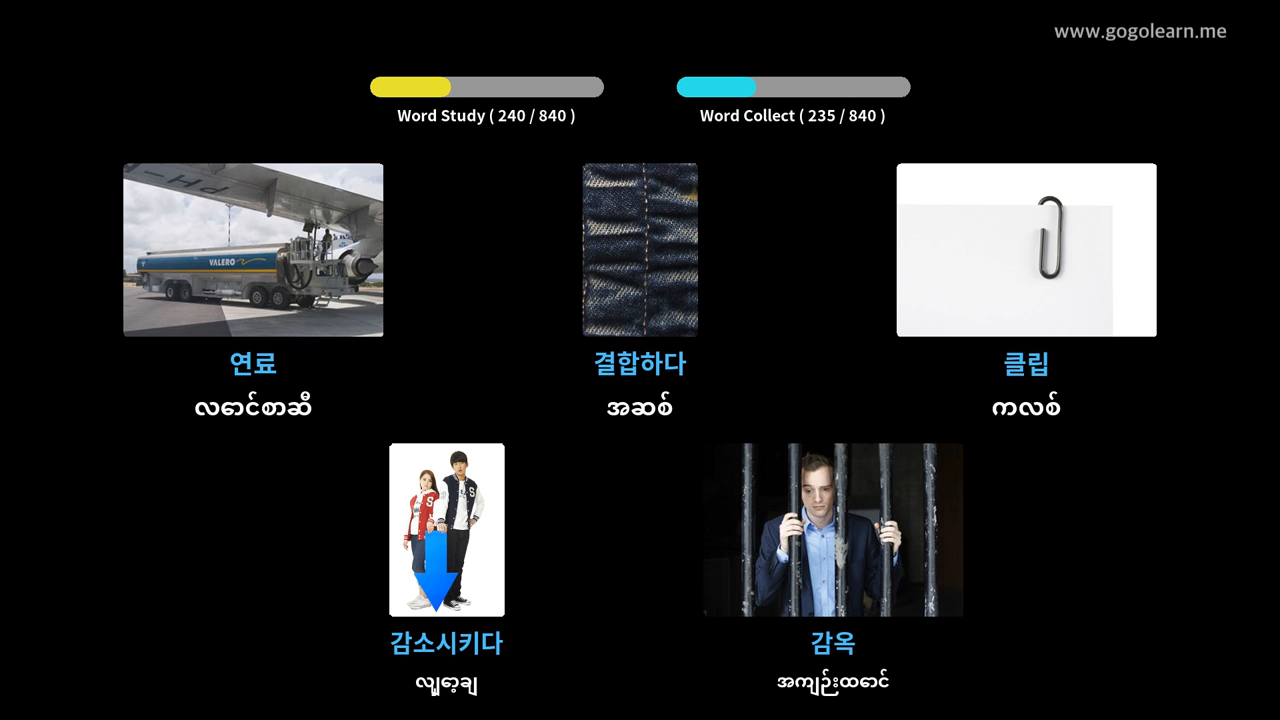 www.gogolearn.me
Word Study ( 240 / 840 )
Word Collect ( 235 / 840 )
PH-
VALERO
연료
လောင်စာဆီ
결합하다
အဆစ်
클립
ကလစ်
S
S
감소시키다
လျှော့ချ
감옥
အကျဉ်းထောင်